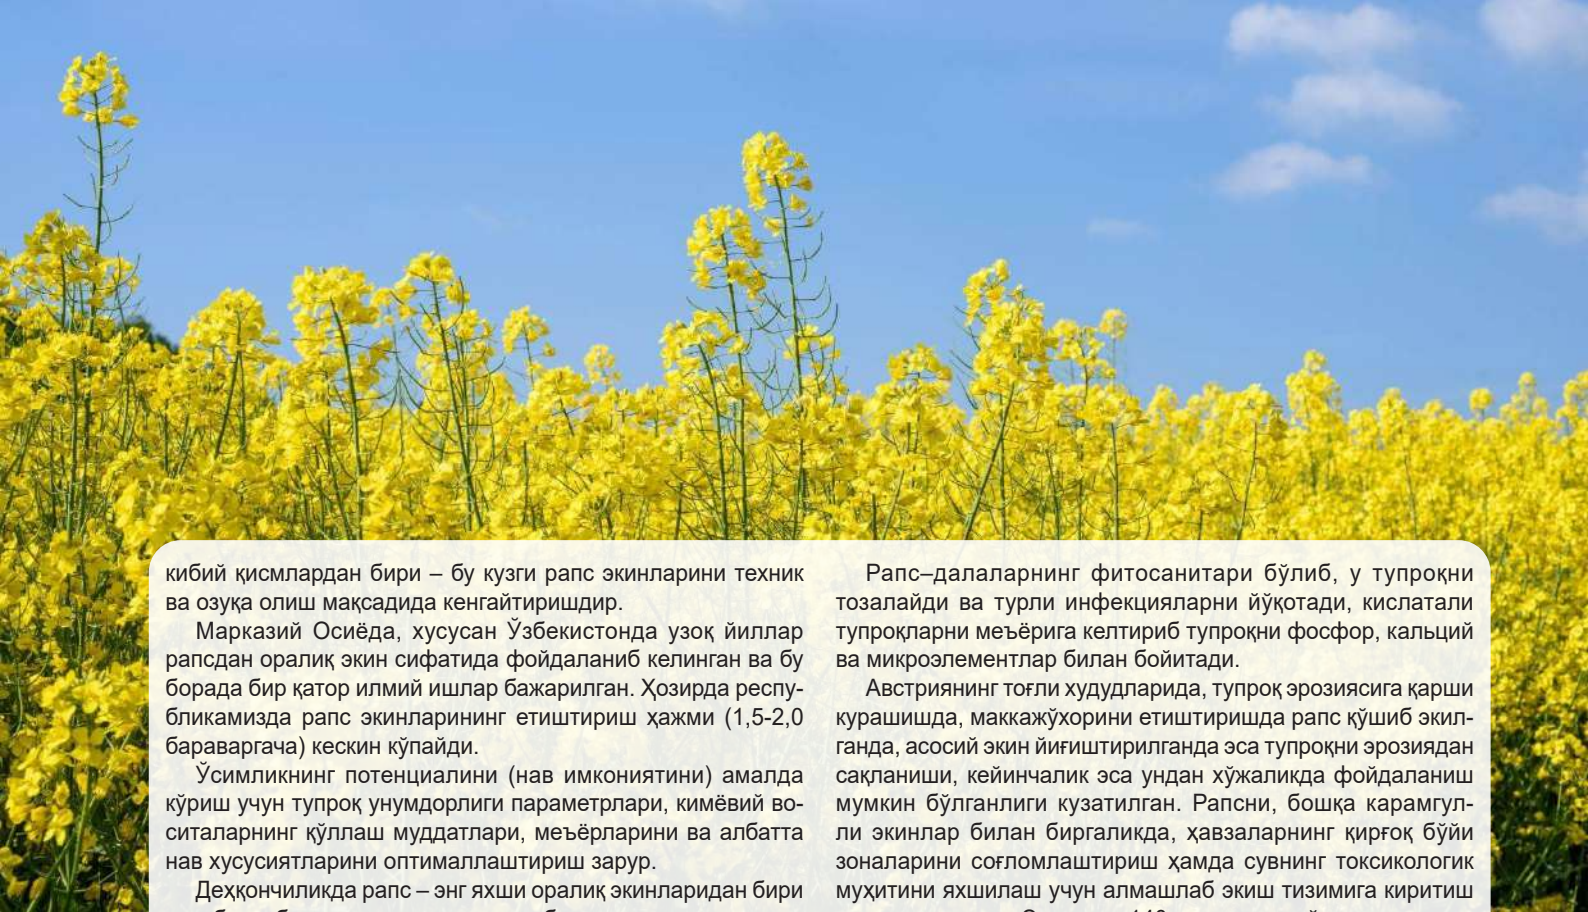 кибий қисмлардан бири – бу кузги рапс экинларини техник
ва озуқа олиш мақсадида кенгайтиришдир.
Марказий Осиёда, хусусан Ўзбекистонда узоқ йиллар
рапсдан оралиқ экин сифатида фойдаланиб келинган ва бу
борада бир қатор илмий ишлар бажарилган. Ҳозирда респу-
бликамизда рапс экинларининг етиштириш ҳажми (1,5-2,0
бараваргача) кескин кўпайди.
Ўсимликнинг потенциалини (нав имкониятини) амалда
кўриш учун тупроқ унумдорлиги параметрлари, кимёвий во-
ситаларнинг қўллаш муддатлари, меъёрларини ва албатта
нав хусусиятларини оптималлаштириш зарур.
Деҳқончиликда рапс – энг яхши оралиқ экинларидан бири
Рапс–далаларнинг фитосанитари бўлиб, у тупроқни
тозалайди ва турли инфекцияларни йўқотади, кислатали
тупроқларни меъёрига келтириб тупроқни фосфор, кальций
ва микроэлементлар билан бойитади.
Австриянинг тоғли худудларида, тупроқ эрозиясига қарши
курашишда, маккажўхорини етиштиришда рапс қўшиб экил-
ганда, асосий экин йиғиштирилганда эса тупроқни эрозиядан
сақланиши, кейинчалик эса ундан хўжаликда фойдаланиш
мумкин бўлганлиги кузатилган. Рапсни, бошқа карамгул-
ли экинлар билан биргаликда, ҳавзаларнинг қирғоқ бўйи
зоналарини соғломлаштириш ҳамда сувнинг токсикологик
муҳитини яхшилаш учун алмашлаб экиш тизимига киритиш